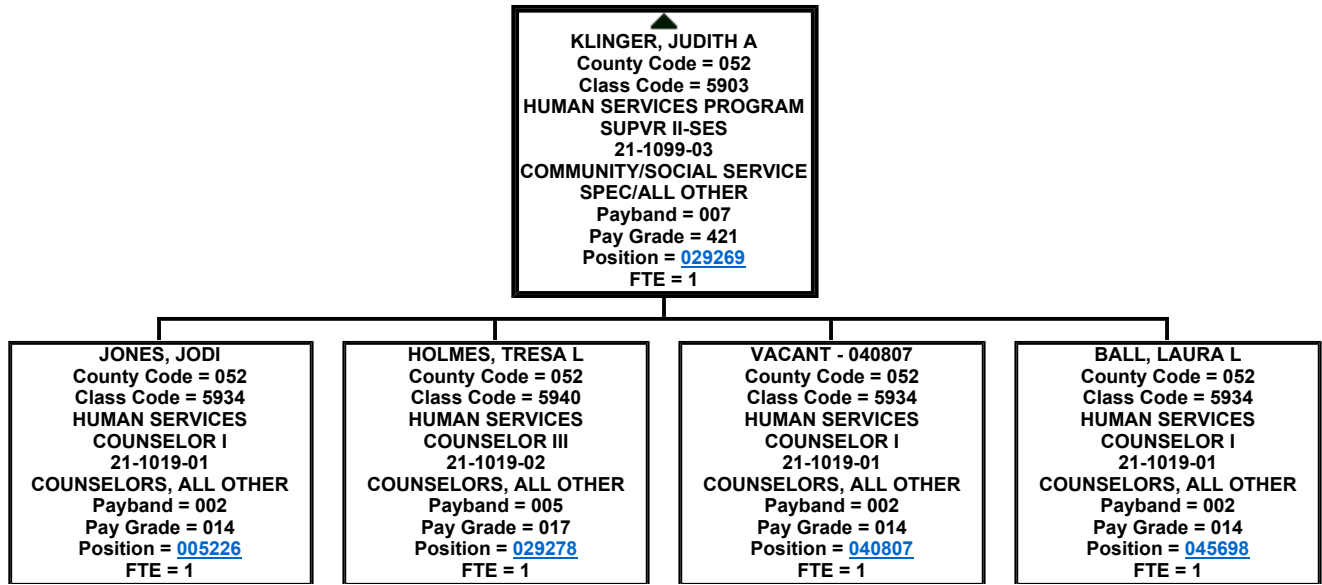 KLINGER, JUDITH A
County Code = 052
Class Code = 5903
HUMAN SERVICES PROGRAM
SUPVR II-SES
21-1099-03
COMMUNITY/SOCIAL SERVICE
SPEC/ALL OTHER
Payband = 007
Pay Grade = 421
Position = 029269
FTE = 1
JONES, JODI
County Code = 052
Class Code = 5934
HUMAN SERVICES
COUNSELOR I
21-1019-01
COUNSELORS, ALL OTHER
Payband = 002
Pay Grade = 014
Position = 005226
FTE = 1
HOLMES, TRESA L
County Code = 052
Class Code = 5940
HUMAN SERVICES
COUNSELOR III
21-1019-02
COUNSELORS, ALL OTHER
Payband = 005
Pay Grade = 017
Position = 029278
FTE = 1
VACANT - 040807
County Code = 052
Class Code = 5934
HUMAN SERVICES
COUNSELOR I
21-1019-01
COUNSELORS, ALL OTHER
Payband = 002
Pay Grade = 014
Position = 040807
FTE = 1
BALL, LAURA L
County Code = 052
Class Code = 5934
HUMAN SERVICES
COUNSELOR I
21-1019-01
COUNSELORS, ALL OTHER
Payband = 002
Pay Grade = 014
Position = 045698
FTE = 1